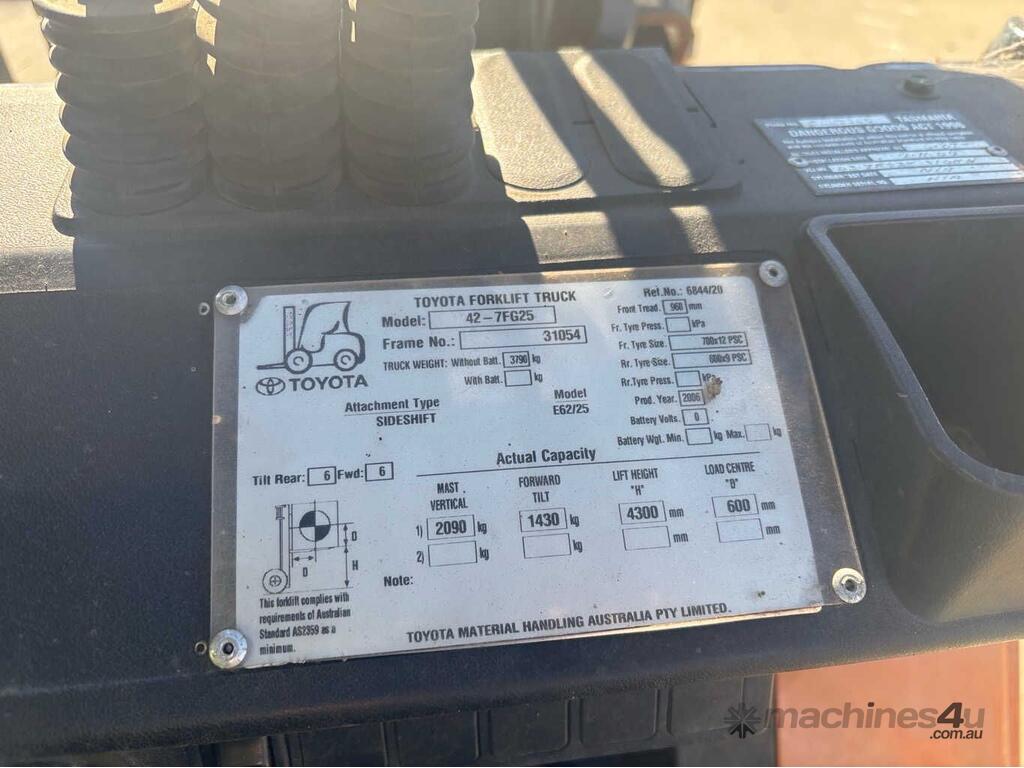 TASMANIA
DANGEROUS GOODS ACT 1998
TOYOTA FORKLIFT TRUCK
Model: 42-7FG25
Frame No.: 31054
TRUCK WEIGHT: Without Batt. 3790 kg
With Batt. kg
TOYOTA
Attachment Type
SIDESHIFT
Model
E62/25
Ref.No.: 6844/20
Front Tread. 960 mm
Fr. Tyre Press. kPa
Fr. Tyre Size. 700x12 PSC
Rr. Tyre Size. 600x9 PSC
Rr.Tyre Press. kPa
Prod. Year. 2006
Battery Volts. 0
Battery Wgt. Min. kg Max. kg
Actual Capacity
Tilt Rear: 6 Fwd: 6
MAST VERTICAL
FORWARD TILT
LIFT HEIGHT "H"
LOAD CENTRE "D"
1) 2090 kg 1430 kg 4300 mm 600 mm
2) kg kg mm mm
D
D H
Note:
This forklift complies with
requirements of Australian
Standard AS2359 as a
minimum.
TOYOTA MATERIAL HANDLING AUSTRALIA PTY LIMITED.
machines4u
.com.au